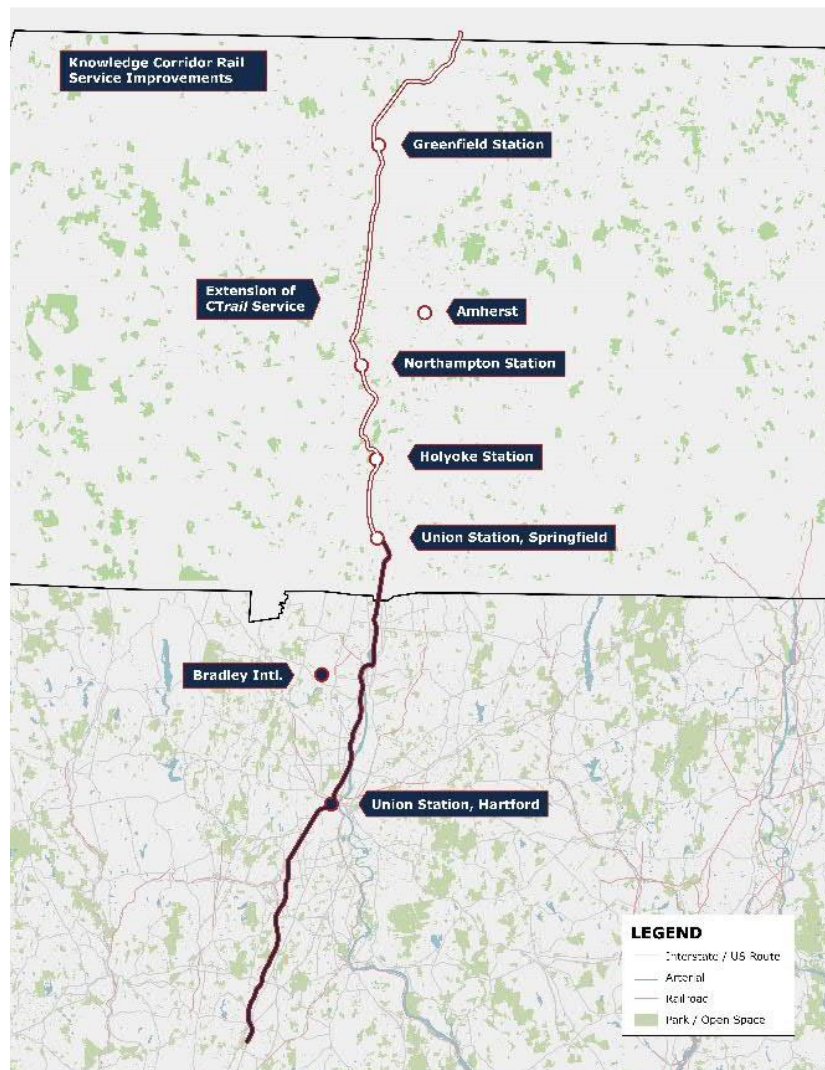 Knowledge Corridor Rail
Service Improvements
Greenfield Station
Extension of
CTrail Service
Amherst
Northampton Station
Holyoke Station
Union Station, Springfield
Bradley Intl.
Union Station, Hartford
LEGEND
Interstate / US Route
Arterial
Railroad
Park / Open Space